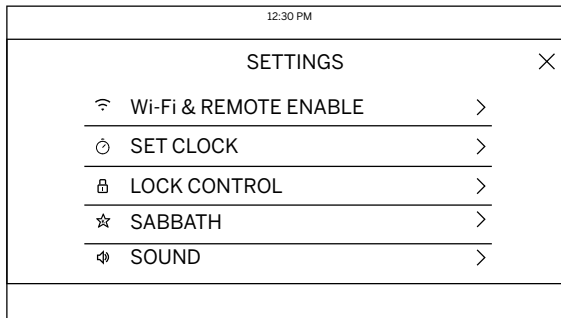 12:30 PM
SETTINGS
Wi-Fi & REMOTE ENABLE
SET CLOCK
LOCK CONTROL
SABBATH
SOUND